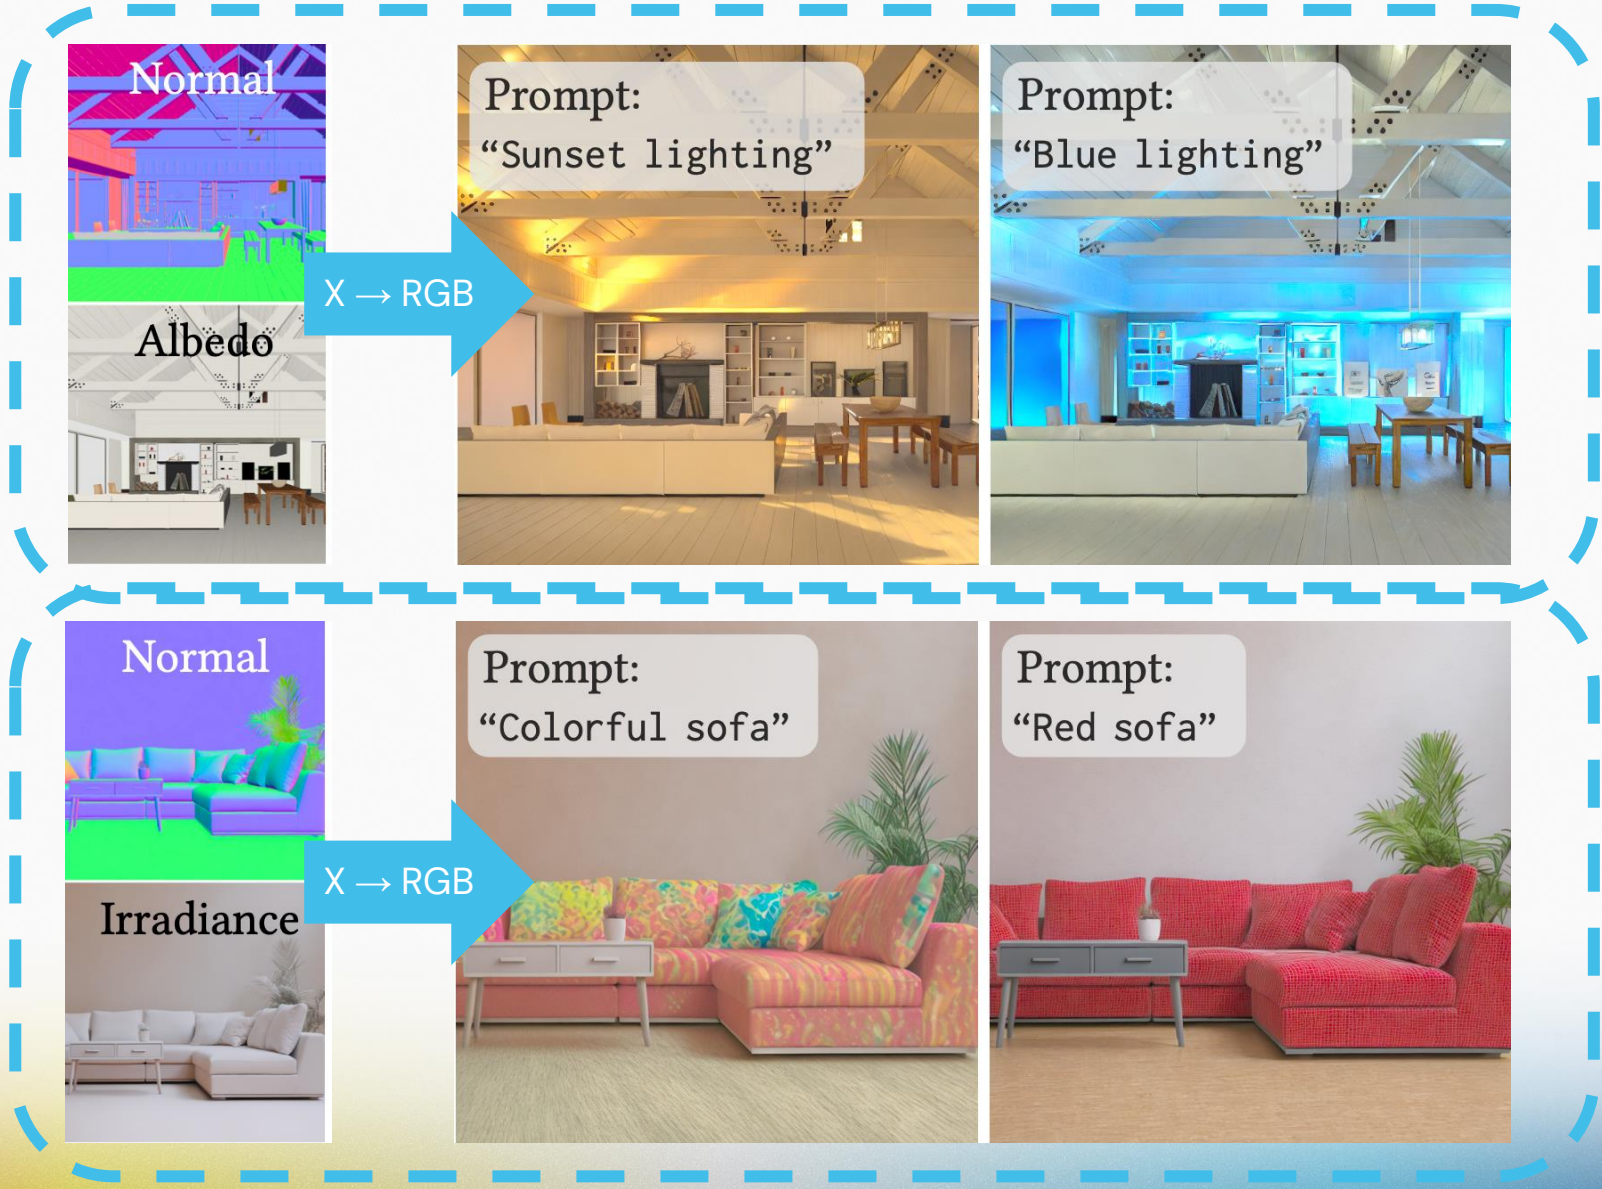 Normal
Albedo
X → RGB
Prompt:
“Sunset lighting”
Prompt:
“Blue lighting”
Normal
Irradiance
X → RGB
Prompt:
“Colorful sofa”
Prompt:
“Red sofa”